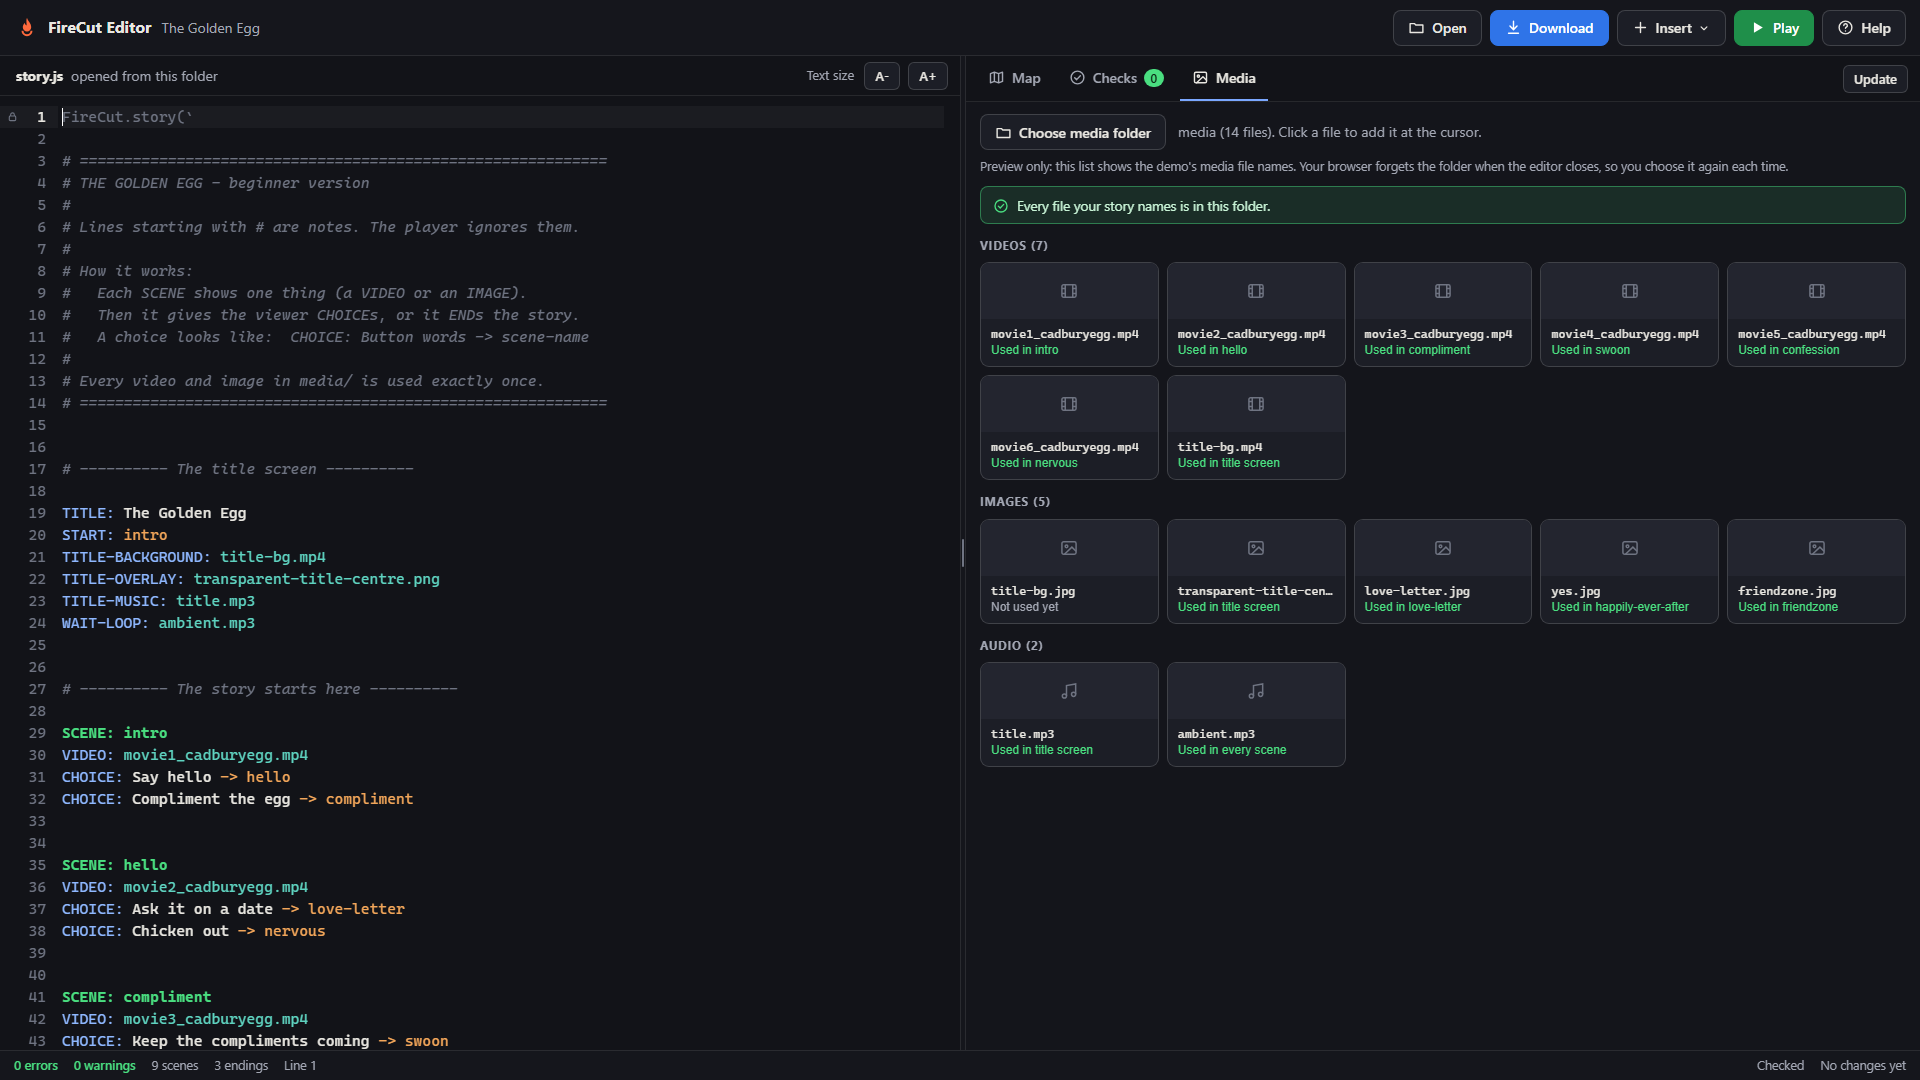 FireCut Editor The Golden Egg
Open Download Insert Play Help
story.js opened from this folder Text size A- A+
Map Checks 0 Media Update
1 FireCut.story(`
2
3 # ============================================================
4 # THE GOLDEN EGG - beginner version
5 #
6 # Lines starting with # are notes. The player ignores them.
7 #
8 # How it works:
9 # Each SCENE shows one thing (a VIDEO or an IMAGE).
10 # Then it gives the viewer CHOICEs, or it ENDs the story.
11 # A choice looks like: CHOICE: Button words -> scene-name
12 #
13 # Every video and image in media/ is used exactly once.
14 # ============================================================
15
16
17 # ---------- The title screen ----------
18
19 TITLE: The Golden Egg
20 START: intro
21 TITLE-BACKGROUND: title-bg.mp4
22 TITLE-OVERLAY: transparent-title-centre.png
23 TITLE-MUSIC: title.mp3
24 WAIT-LOOP: ambient.mp3
25
26
27 # ---------- The story starts here ----------
28
29 SCENE: intro
30 VIDEO: movie1_cadburyegg.mp4
31 CHOICE: Say hello -> hello
32 CHOICE: Compliment the egg -> compliment
33
34
35 SCENE: hello
36 VIDEO: movie2_cadburyegg.mp4
37 CHOICE: Ask it on a date -> love-letter
38 CHOICE: Chicken out -> nervous
39
40
41 SCENE: compliment
42 VIDEO: movie3_cadburyegg.mp4
43 CHOICE: Keep the compliments coming -> swoon
Choose media folder media (14 files). Click a file to add it at the cursor.
Preview only: this list shows the demo's media file names. Your browser forgets the folder when the editor closes, so you choose it again each time.
Every file your story names is in this folder.
VIDEOS (7)
movie1_cadburyegg.mp4 movie2_cadburyegg.mp4 movie3_cadburyegg.mp4 movie4_cadburyegg.mp4 movie5_cadburyegg.mp4
Used in intro Used in hello Used in compliment Used in swoon Used in confession
movie6_cadburyegg.mp4 title-bg.mp4
Used in nervous Used in title screen
IMAGES (5)
title-bg.jpg transparent-title-cen… love-letter.jpg yes.jpg friendzone.jpg
Not used yet Used in title screen Used in love-letter Used in happily-ever-after Used in friendzone
AUDIO (2)
title.mp3 ambient.mp3
Used in title screen Used in every scene
0 errors 0 warnings 9 scenes 3 endings Line 1 Checked No changes yet